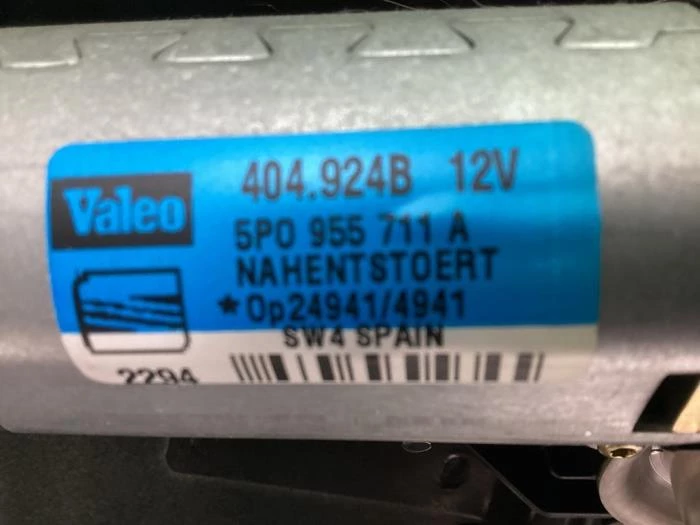 Valeo
404.924B 12V
5P0 955 711 A
NAHENTSTOERT
*Op24941/4941
SW4 SPAIN
2294